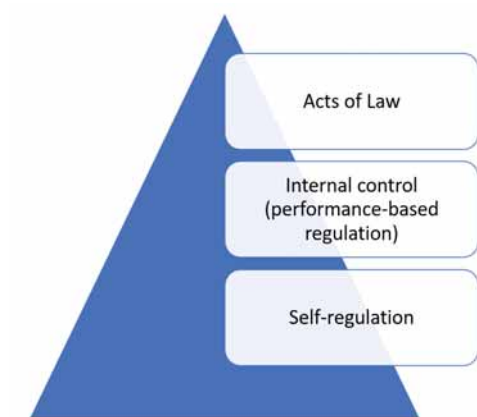 Acts of Law
Internal control
(performance-based
regulation)
Self-regulation